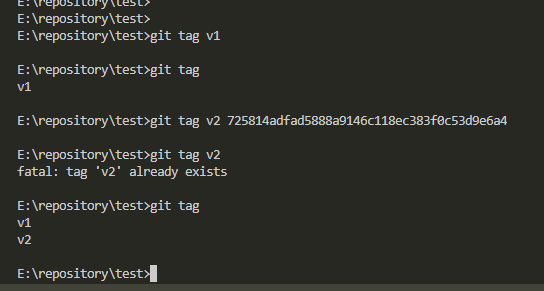 E:\repository\test>
E:\repository\test>
E:\repository\test>git tag v1
E:\repository\test>git tag
v1
E:\repository\test>git tag v2 725814adfad5888a9146c118ec383f0c53d9e6a4
E:\repository\test>git tag v2
fatal: tag 'v2' already exists
E:\repository\test>git tag
v1
v2
E:\repository\test>